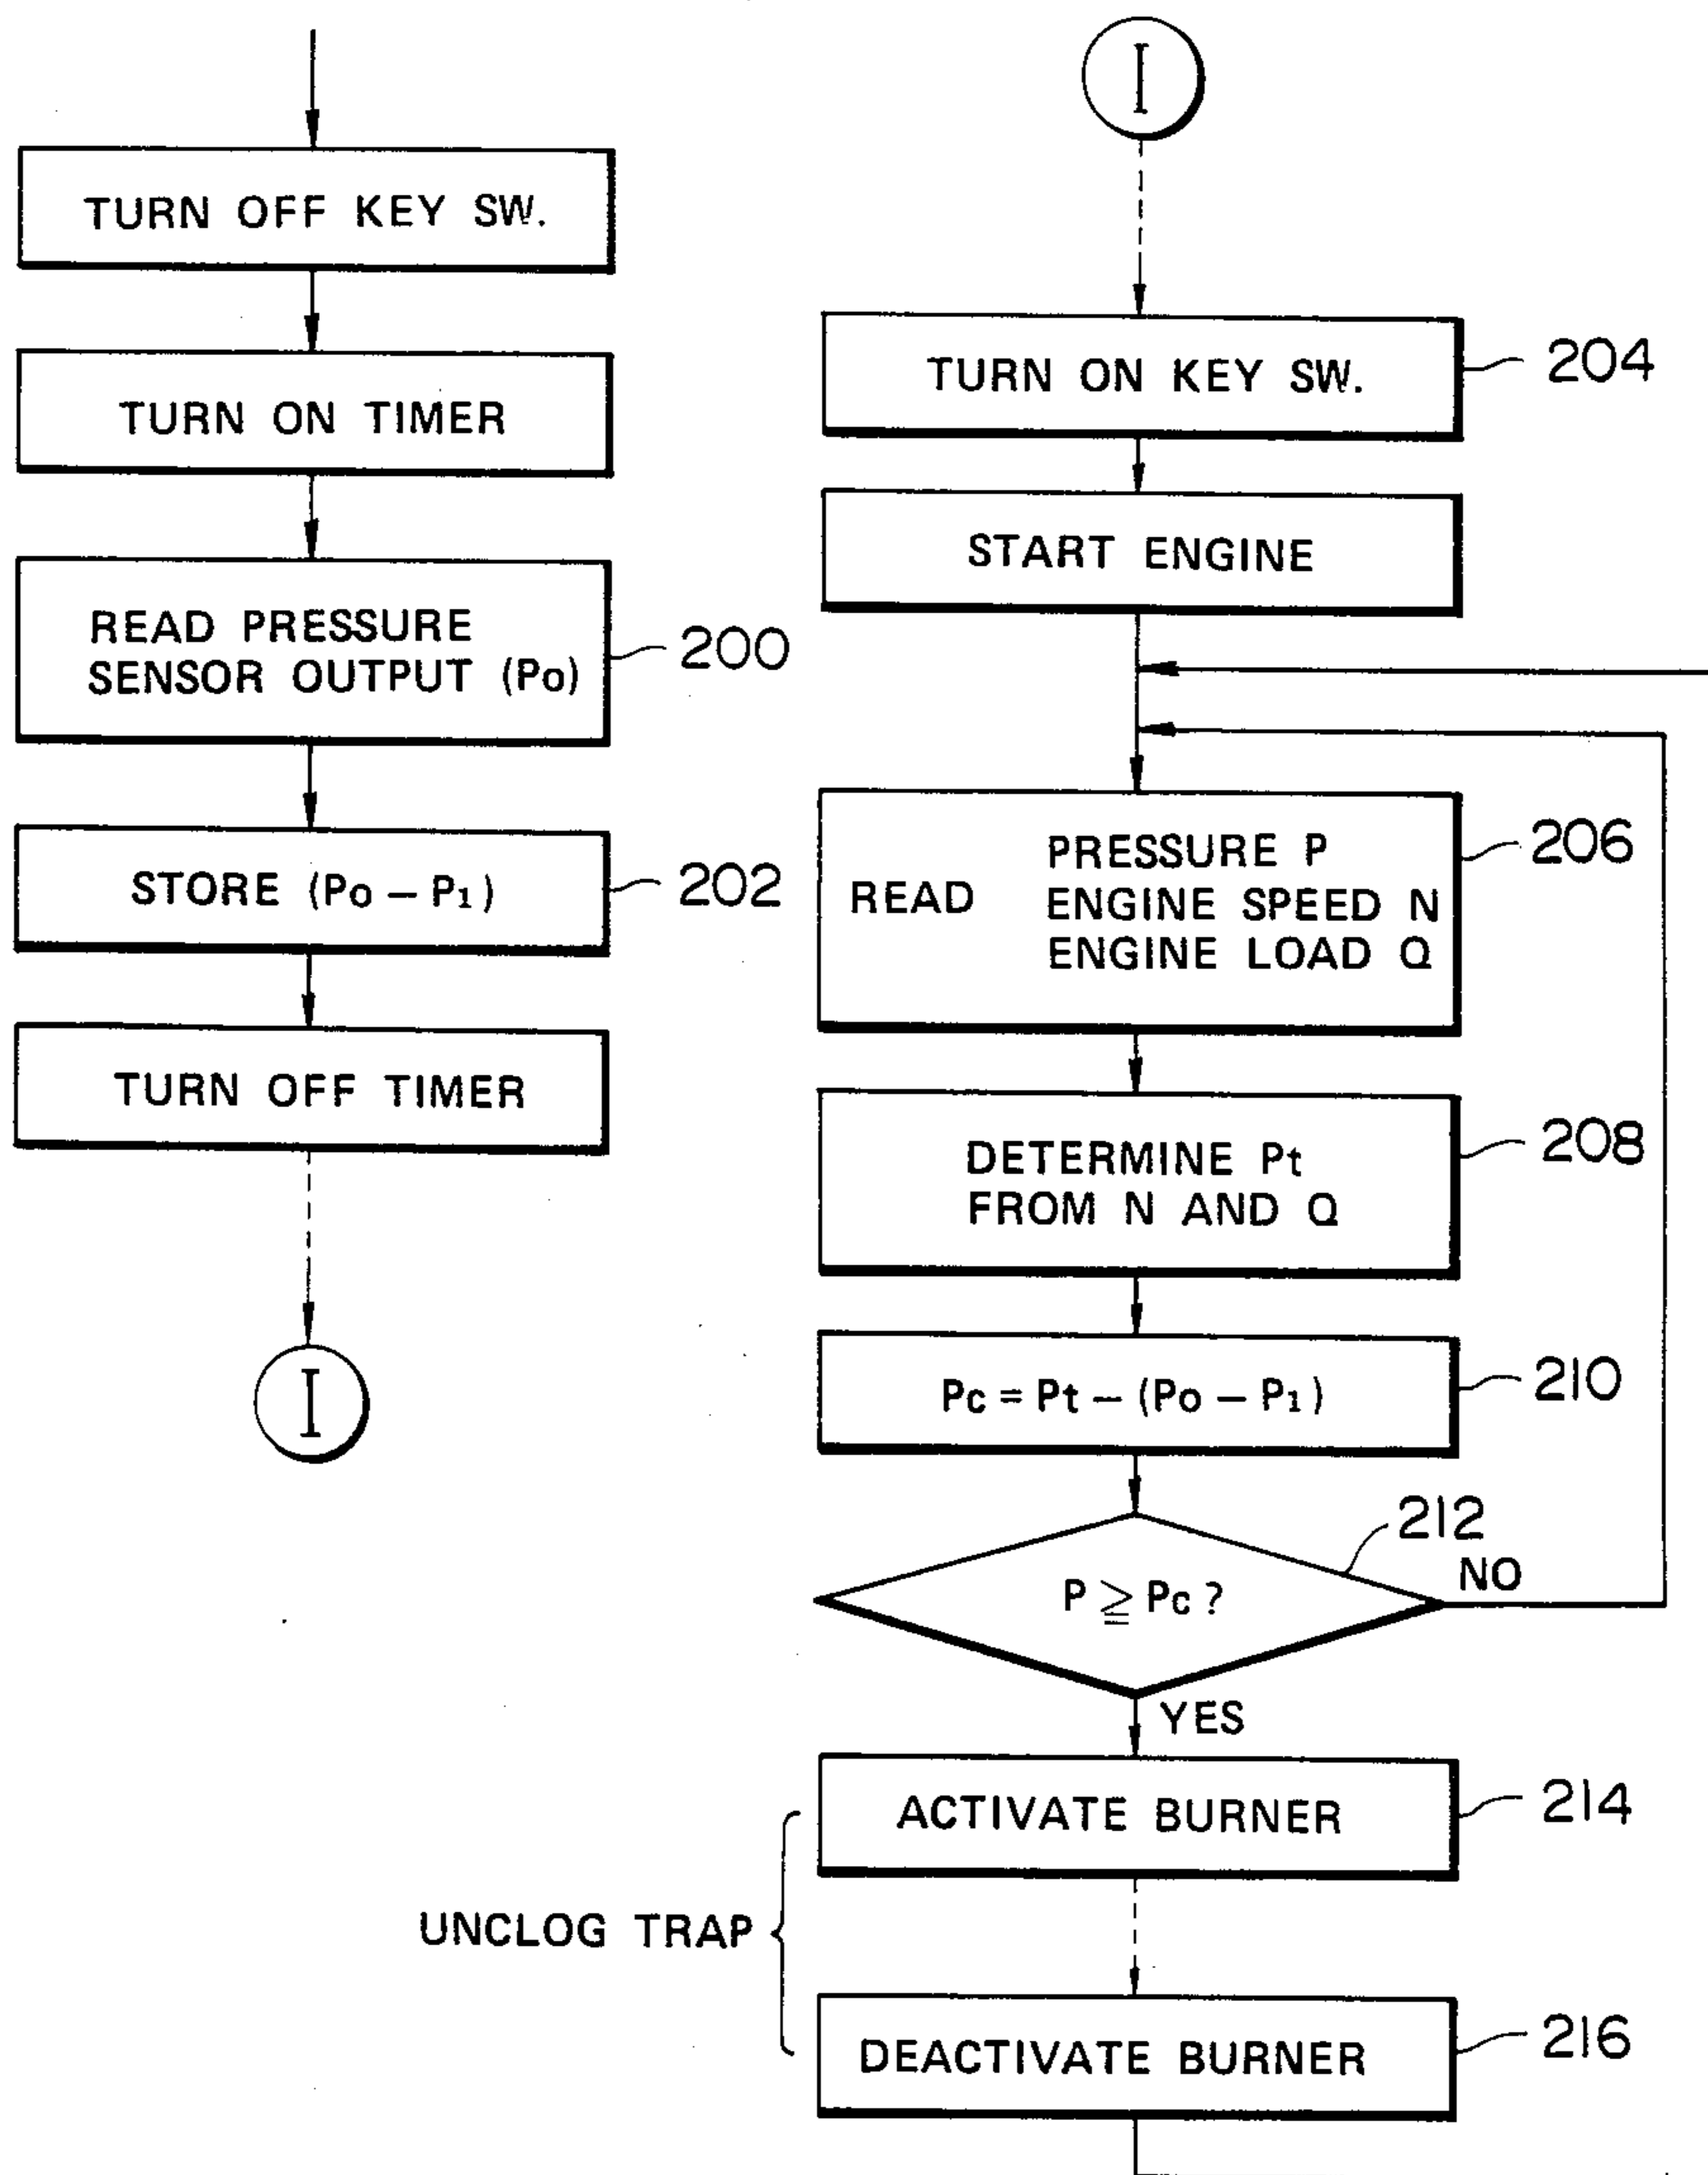 TURN OFF KEY SW.
TURN ON TIMER
READ PRESSURE
SENSOR OUTPUT (Po)
200
STORE (Po – P1)
202
TURN OFF TIMER
I
I
TURN ON KEY SW.
204
START ENGINE
READ
PRESSURE P
ENGINE SPEED N
ENGINE LOAD Q
206
DETERMINE Pt
FROM N AND Q
208
Pc = Pt – (Po – P1)
210
P ≧ Pc ?
212
NO
YES
ACTIVATE BURNER
214
UNCLOG TRAP
DEACTIVATE BURNER
216